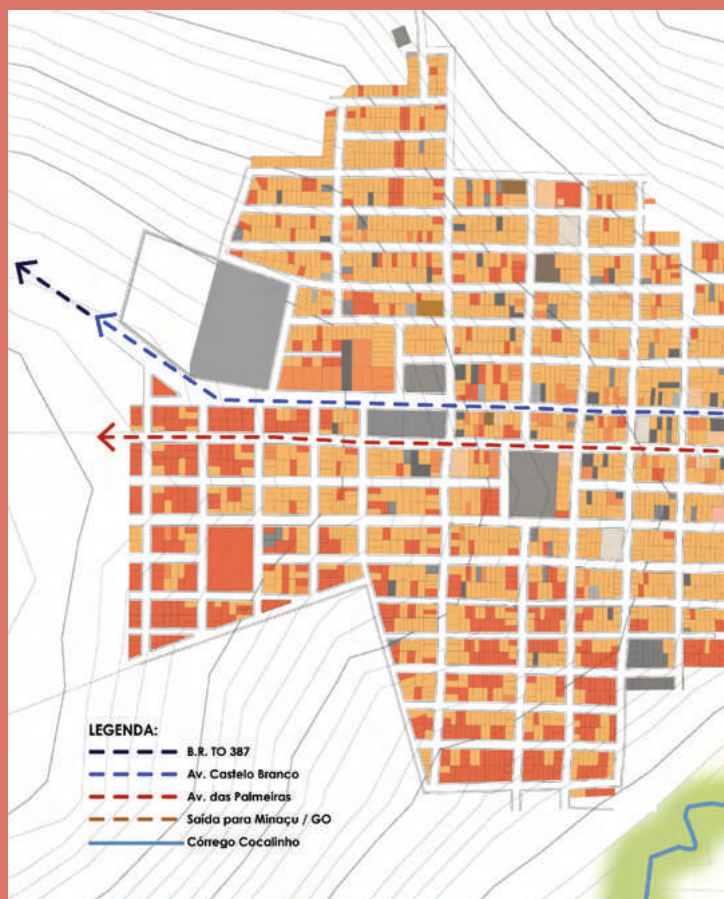 LEGENDA:
B.R. TO 387
Av. Castelo Branco
Av. das Palmeiras
Saída para Minaçu / GO
Córrego Cocalinho